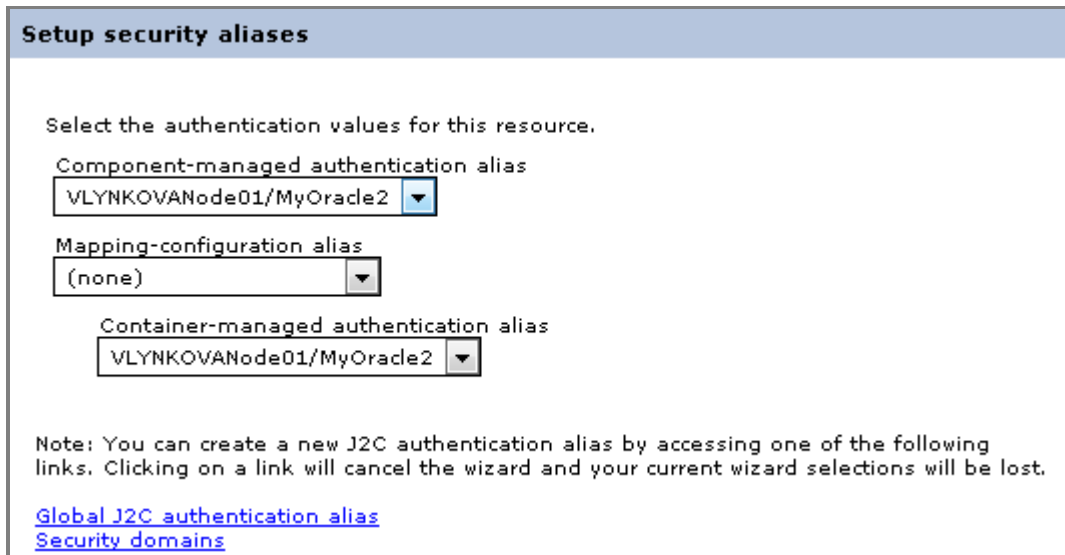 Setup security aliases
Select the authentication values for this resource.
Component-managed authentication alias
VLYNKOVANode01/MyOracle2
Mapping-configuration alias
(none)
Container-managed authentication alias
VLYNKOVANode01/MyOracle2
Note: You can create a new J2C authentication alias by accessing one of the following
links. Clicking on a link will cancel the wizard and your current wizard selections will be lost.
Global J2C authentication alias
Security domains